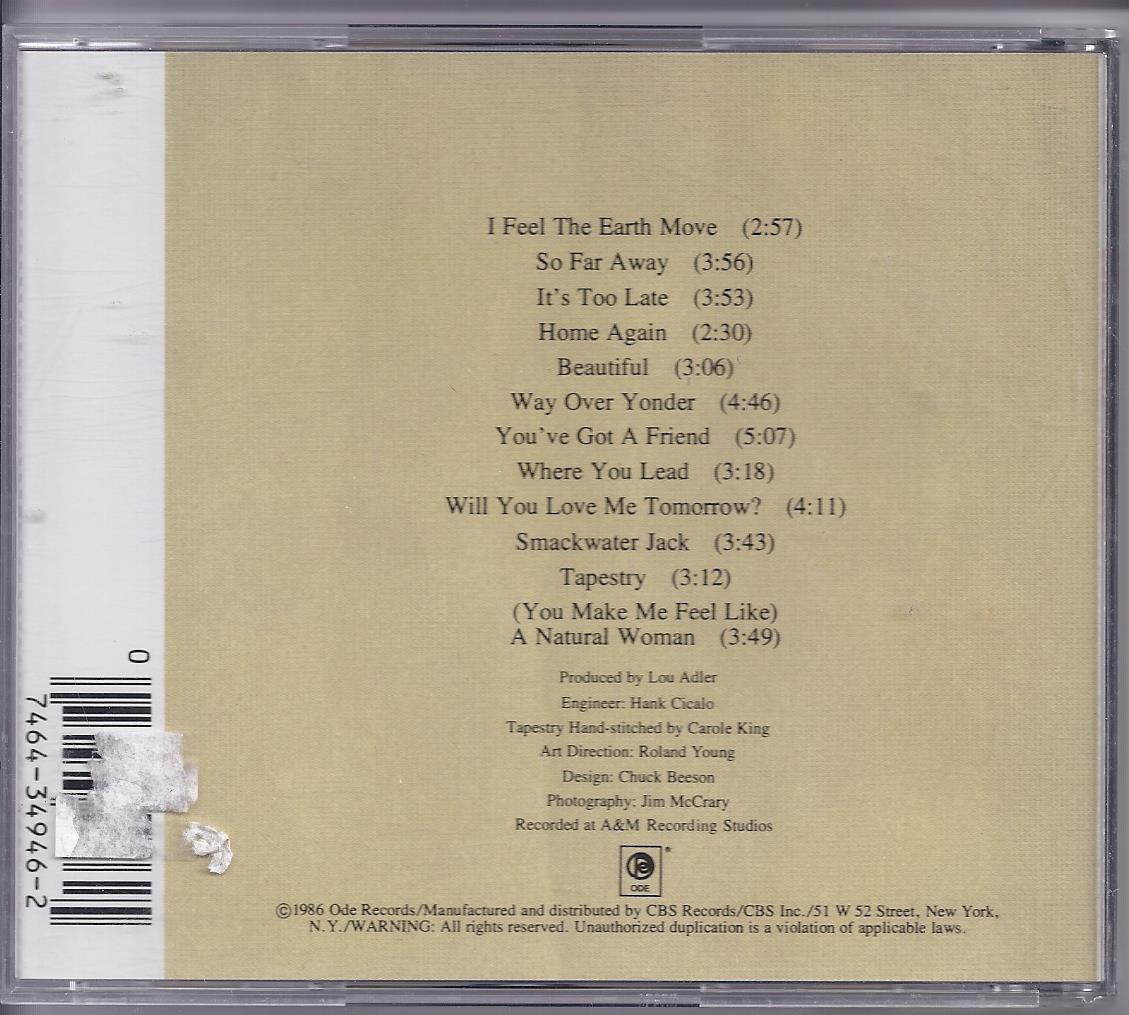 I Feel The Earth Move (2:57)
So Far Away (3:56)
It's Too Late (3:53)
Home Again (2:30)
Beautiful (3:06)
Way Over Yonder (4:46)
You've Got A Friend (5:07)
Where You Lead (3:18)
Will You Love Me Tomorrow? (4:11)
Smackwater Jack (3:43)
Tapestry (3:12)
(You Make Me Feel Like)
A Natural Woman (3:49)
Produced by Lou Adler
Engineer: Hank Cicalo
Tapestry Hand-stitched by Carole King
Art Direction: Roland Young
Design: Chuck Beeson
Photography: Jim McCrary
Recorded at A&M Recording Studios
ODE
®
©1986 Ode Records/Manufactured and distributed by CBS Records/CBS Inc./51 W 52 Street, New York,
N.Y./WARNING: All rights reserved. Unauthorized duplication is a violation of applicable laws.
0
7464-34946-2